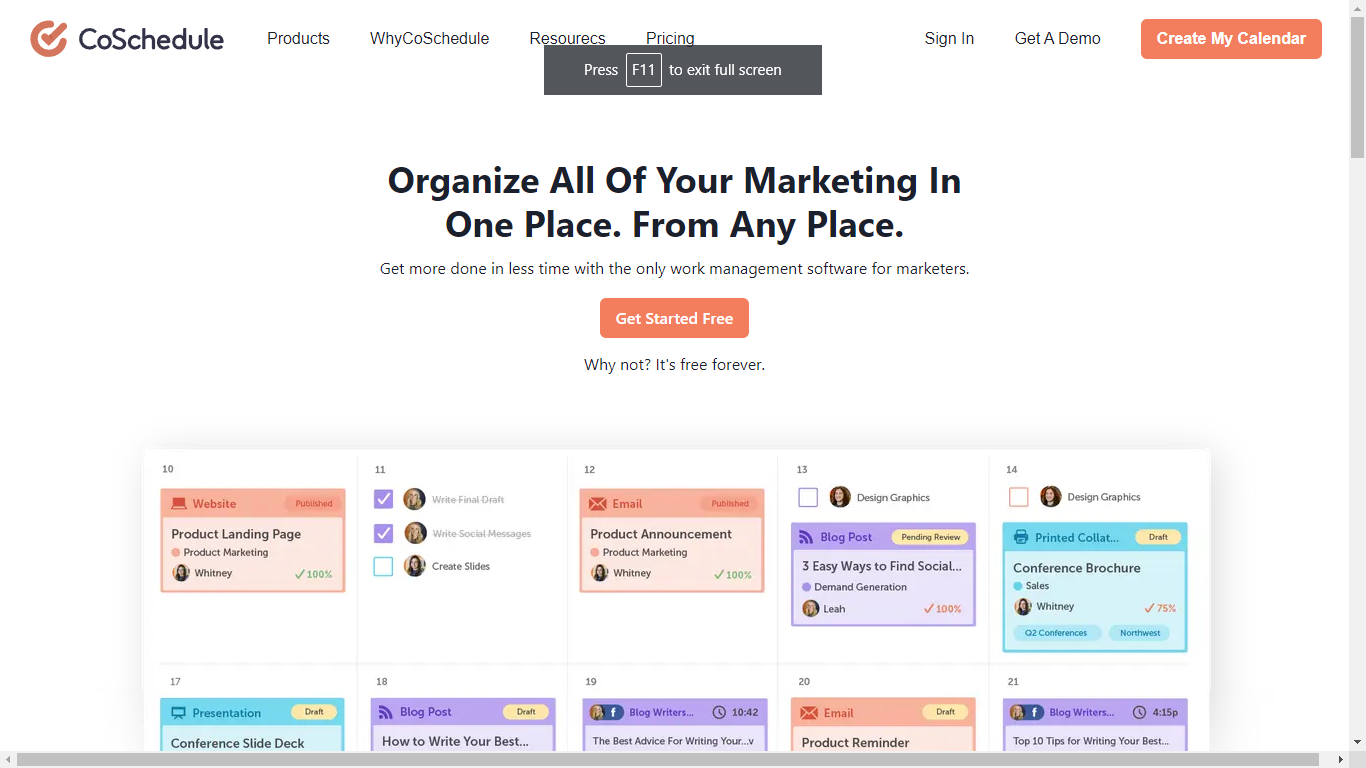 CoSchedule
Products
WhyCoSchedule
Resourecs
Pricing
Sign In
Get A Demo
Create My Calendar
Press F11 to exit full screen
Organize All Of Your Marketing In
One Place. From Any Place.
Get more done in less time with the only work management software for marketers.
Get Started Free
Why not? It's free forever.
10
Website
Published
Product Landing Page
Product Marketing
Whitney
100%
11
Write Final Draft
Write Social Messages
Create Slides
12
Email
Published
Product Announcement
Product Marketing
Whitney
100%
13
Design Graphics
Blog Post
Pending Review
3 Easy Ways to Find Social...
Demand Generation
Leah
100%
14
Design Graphics
Printed Collat...
Draft
Conference Brochure
Sales
Whitney
75%
Q2 Conferences
Northwest
17
Presentation
Draft
Conference Slide Deck
18
Blog Post
Draft
How to Write Your Best...
19
Blog Writers...
10:42
The Best Advice For Writing Your...v
20
Email
Draft
Product Reminder
21
Blog Writers...
4:15p
Top 10 Tips for Writing Your Best...